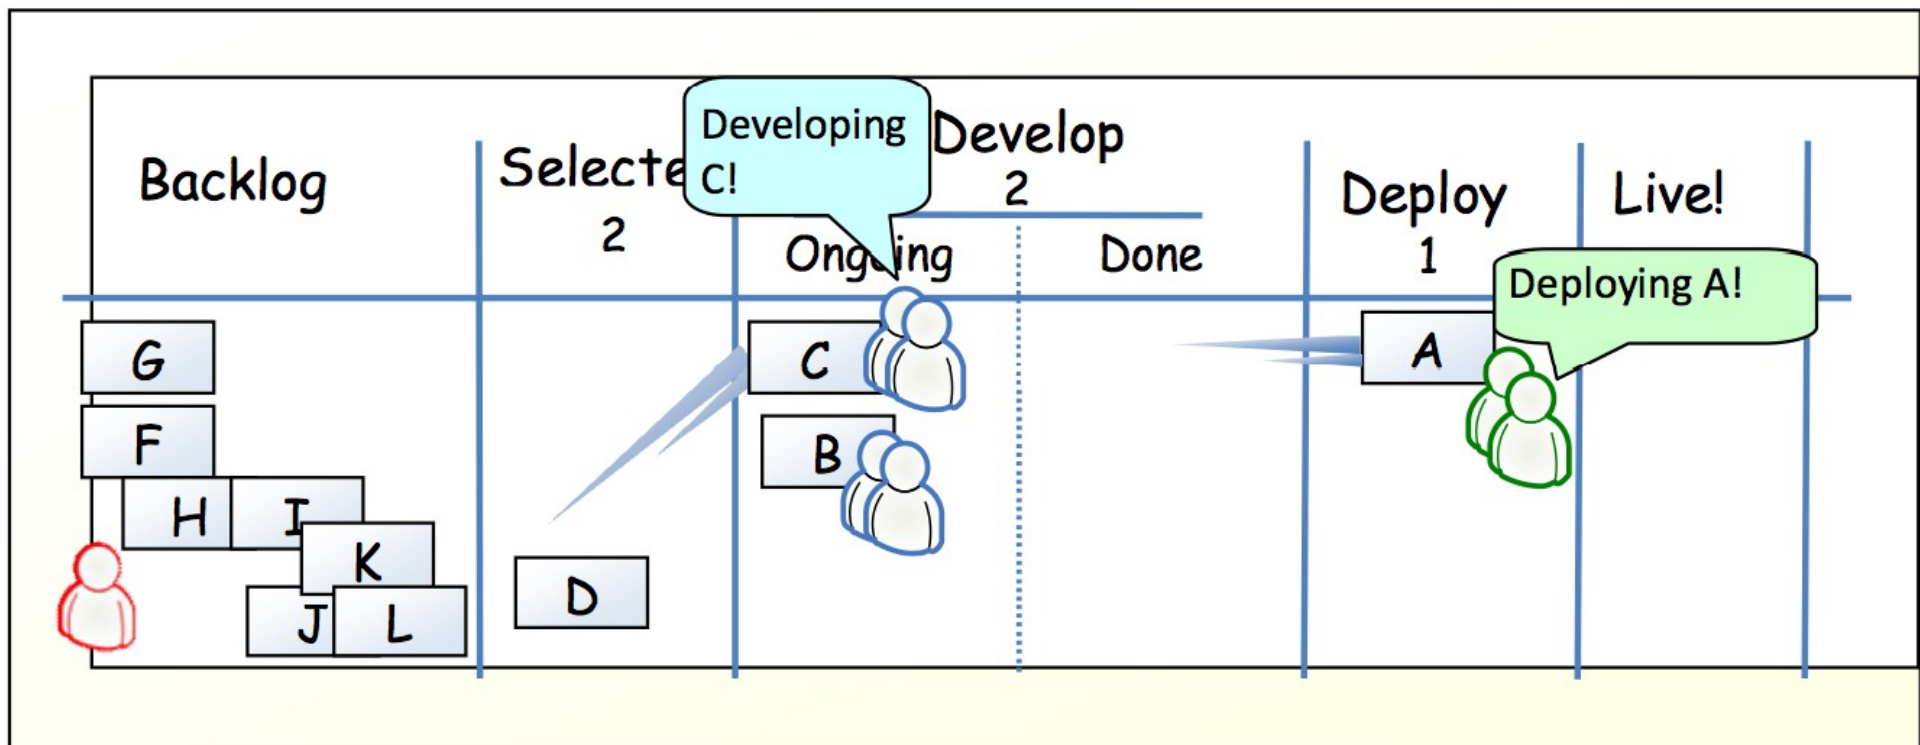 Developing
C!
Develop
2
Backlog
Selecte
2
Deploy
1
Live!
Ongoing
Done
Deploying A!
G
C
A
F
B
H
I
K
D
J
L